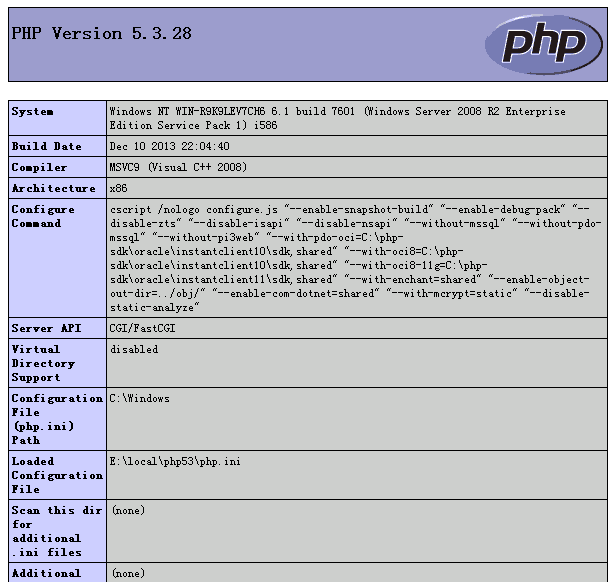 PHP Version 5.3.28
php
System
Windows NT WIN-R9K9LEV7CH6 6.1 build 7601 (Windows Server 2008 R2 Enterprise
Edition Service Pack 1) i586
Build Date
Dec 10 2013 22:04:40
Compiler
MSVC9 (Visual C++ 2008)
Architecture
x86
Configure
Command
cscript /nologo configure.js "--enable-snapshot-build" "--enable-debug-pack" "--
disable-zts" "--disable-isapi" "--disable-nsapi" "--without-mssql" "--without-pdo-
mssql" "--without-pi3web" "--with-pdo-oci=C:\php-
sdk\oracle\instantclient10\sdk,shared" "--with-oci8=C:\php-
sdk\oracle\instantclient10\sdk,shared" "--with-oci8-11g=C:\php-
sdk\oracle\instantclient11\sdk,shared" "--with-enchant=shared" "--enable-object-
out-dir=../obj/" "--enable-com-dotnet=shared" "--with-mcrypt=static" "--disable-
static-analyze"
Server API
CGI/FastCGI
Virtual
Directory
Support
disabled
Configuration
File
(php.ini)
Path
C:\Windows
Loaded
Configuration
File
E:\local\php53\php.ini
Scan this dir
for
additional
.ini files
(none)
Additional
(none)